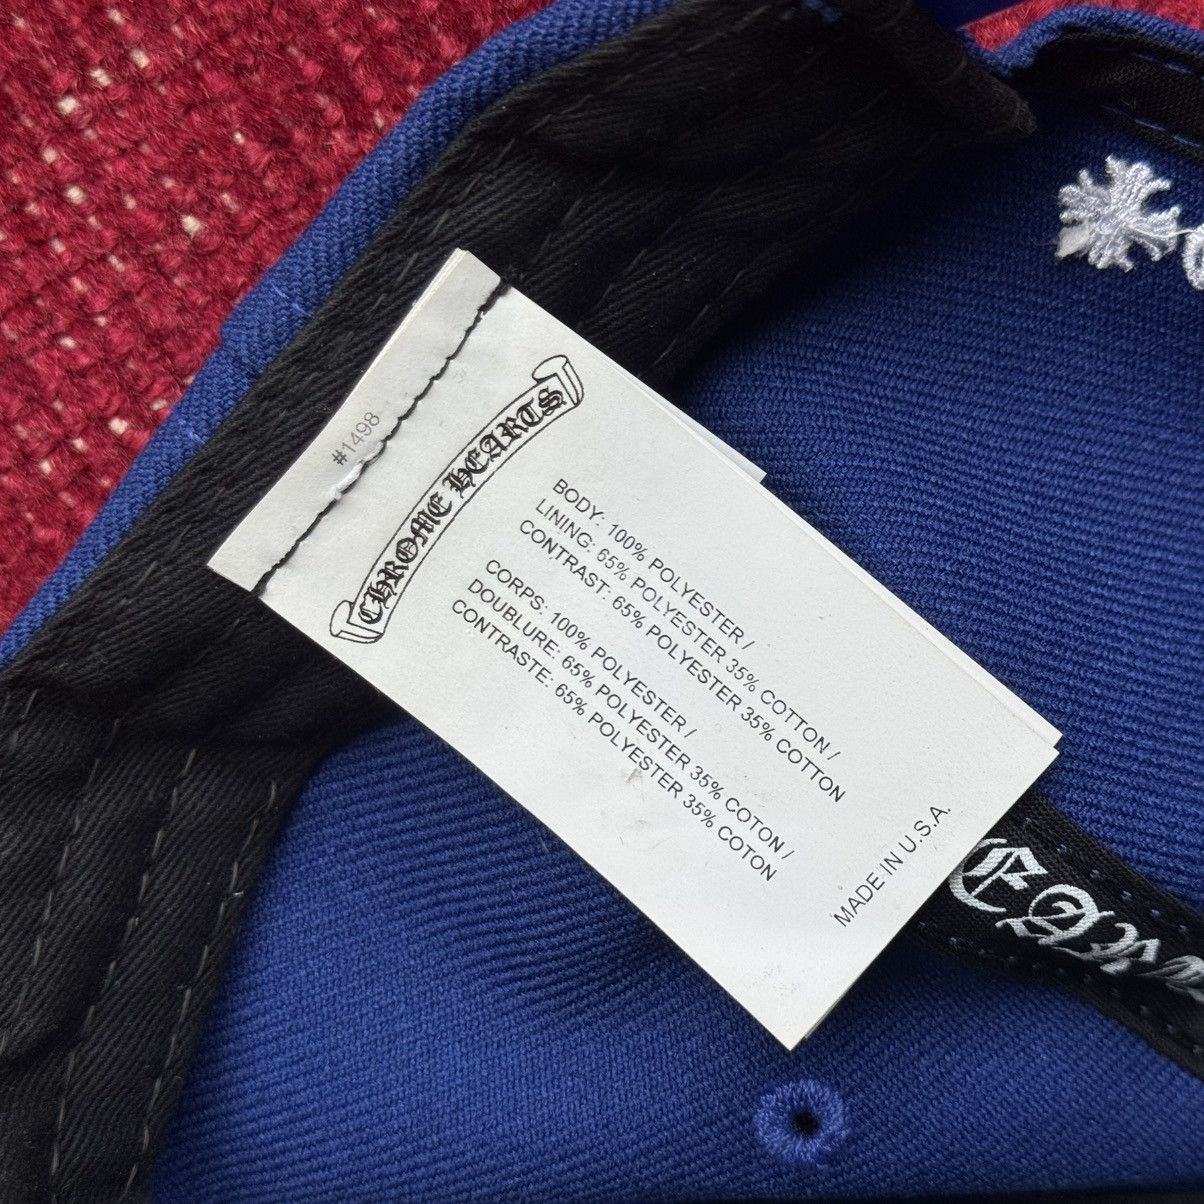 #1498
CHROME HEARTS
BODY: 100% POLYESTER /
LINING: 65% POLYESTER 35% COTTON /
CONTRAST: 65% POLYESTER 35% COTTON
CORPS: 100% POLYESTER /
DOUBLURE: 65% POLYESTER 35% COTON /
CONTRASTE: 65% POLYESTER 35% COTON
MADE IN U.S.A.